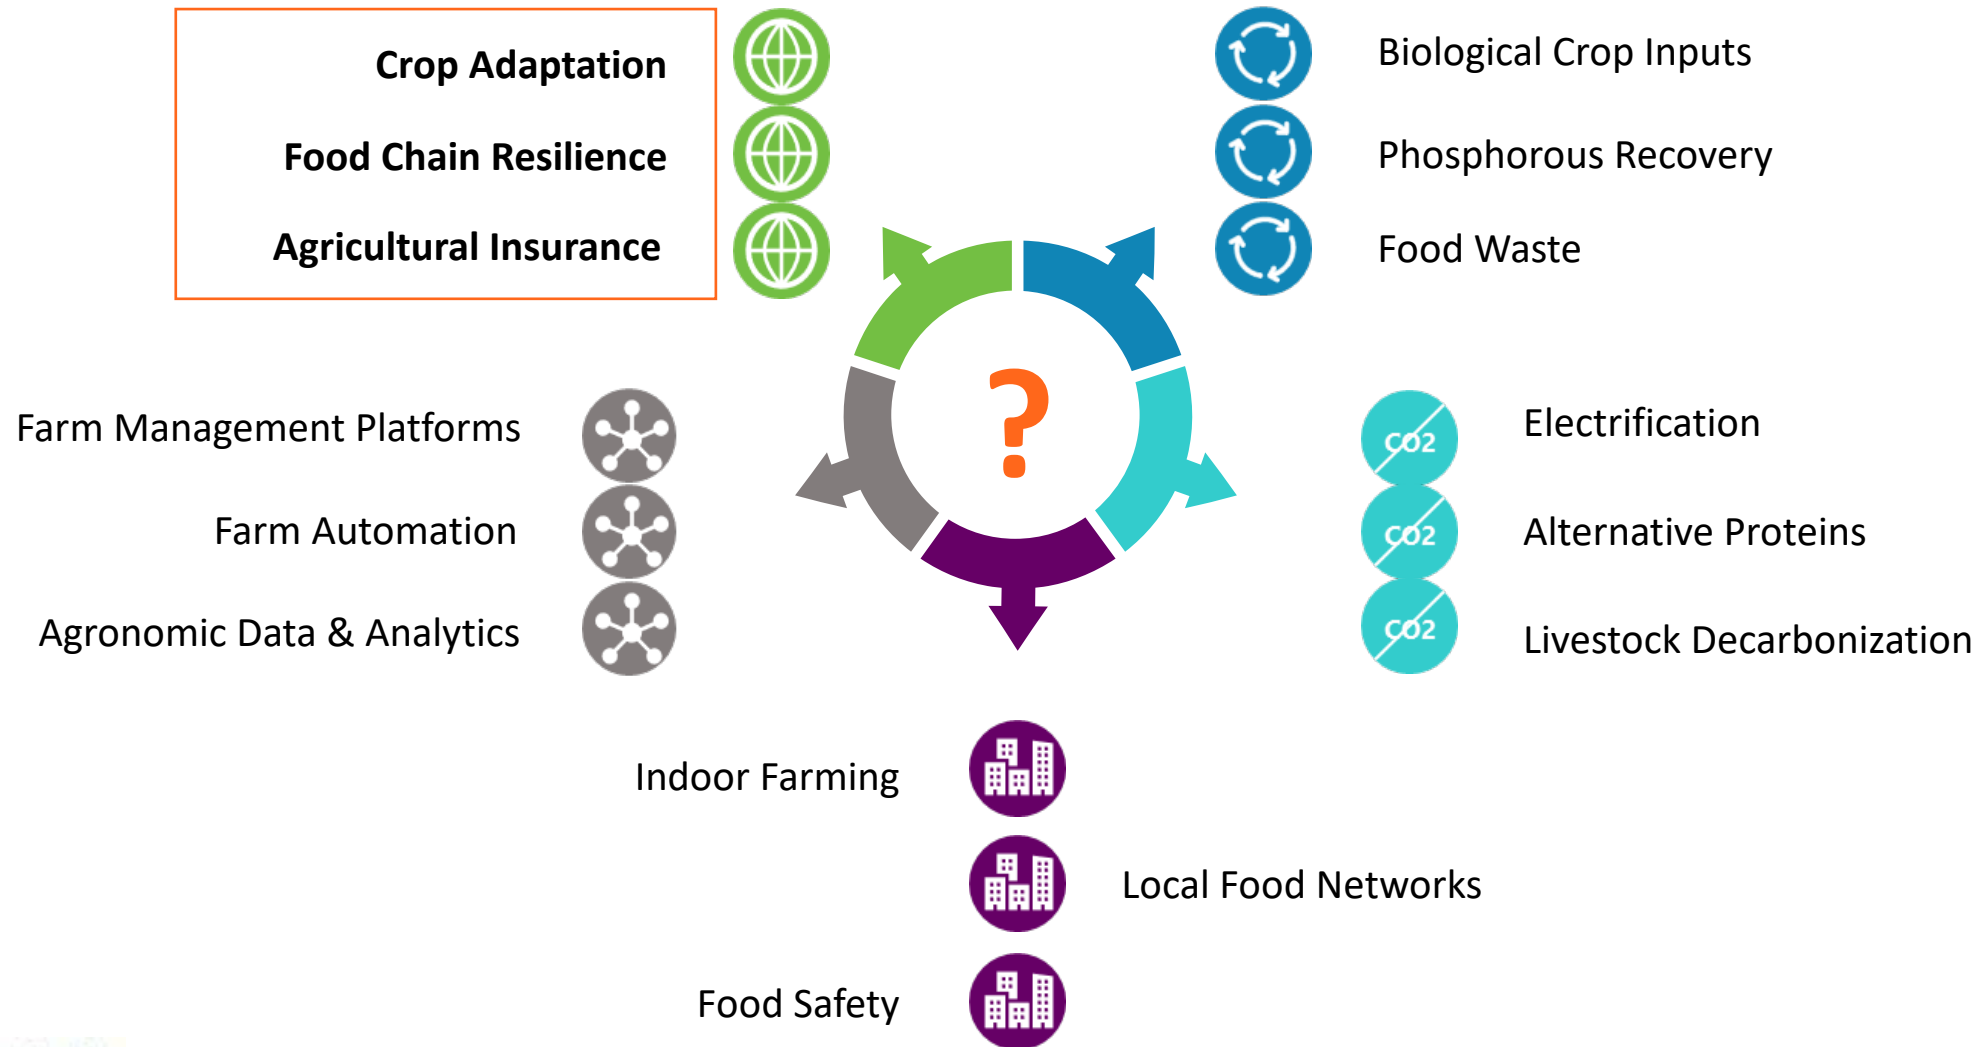 Crop Adaptation
Food Chain Resilience
Agricultural Insurance
Biological Crop Inputs
Phosphorous Recovery
Food Waste
?
Farm Management Platforms
Farm Automation
Agronomic Data & Analytics
CO2
Electrification
CO2
Alternative Proteins
CO2
Livestock Decarbonization
Indoor Farming
Local Food Networks
Food Safety